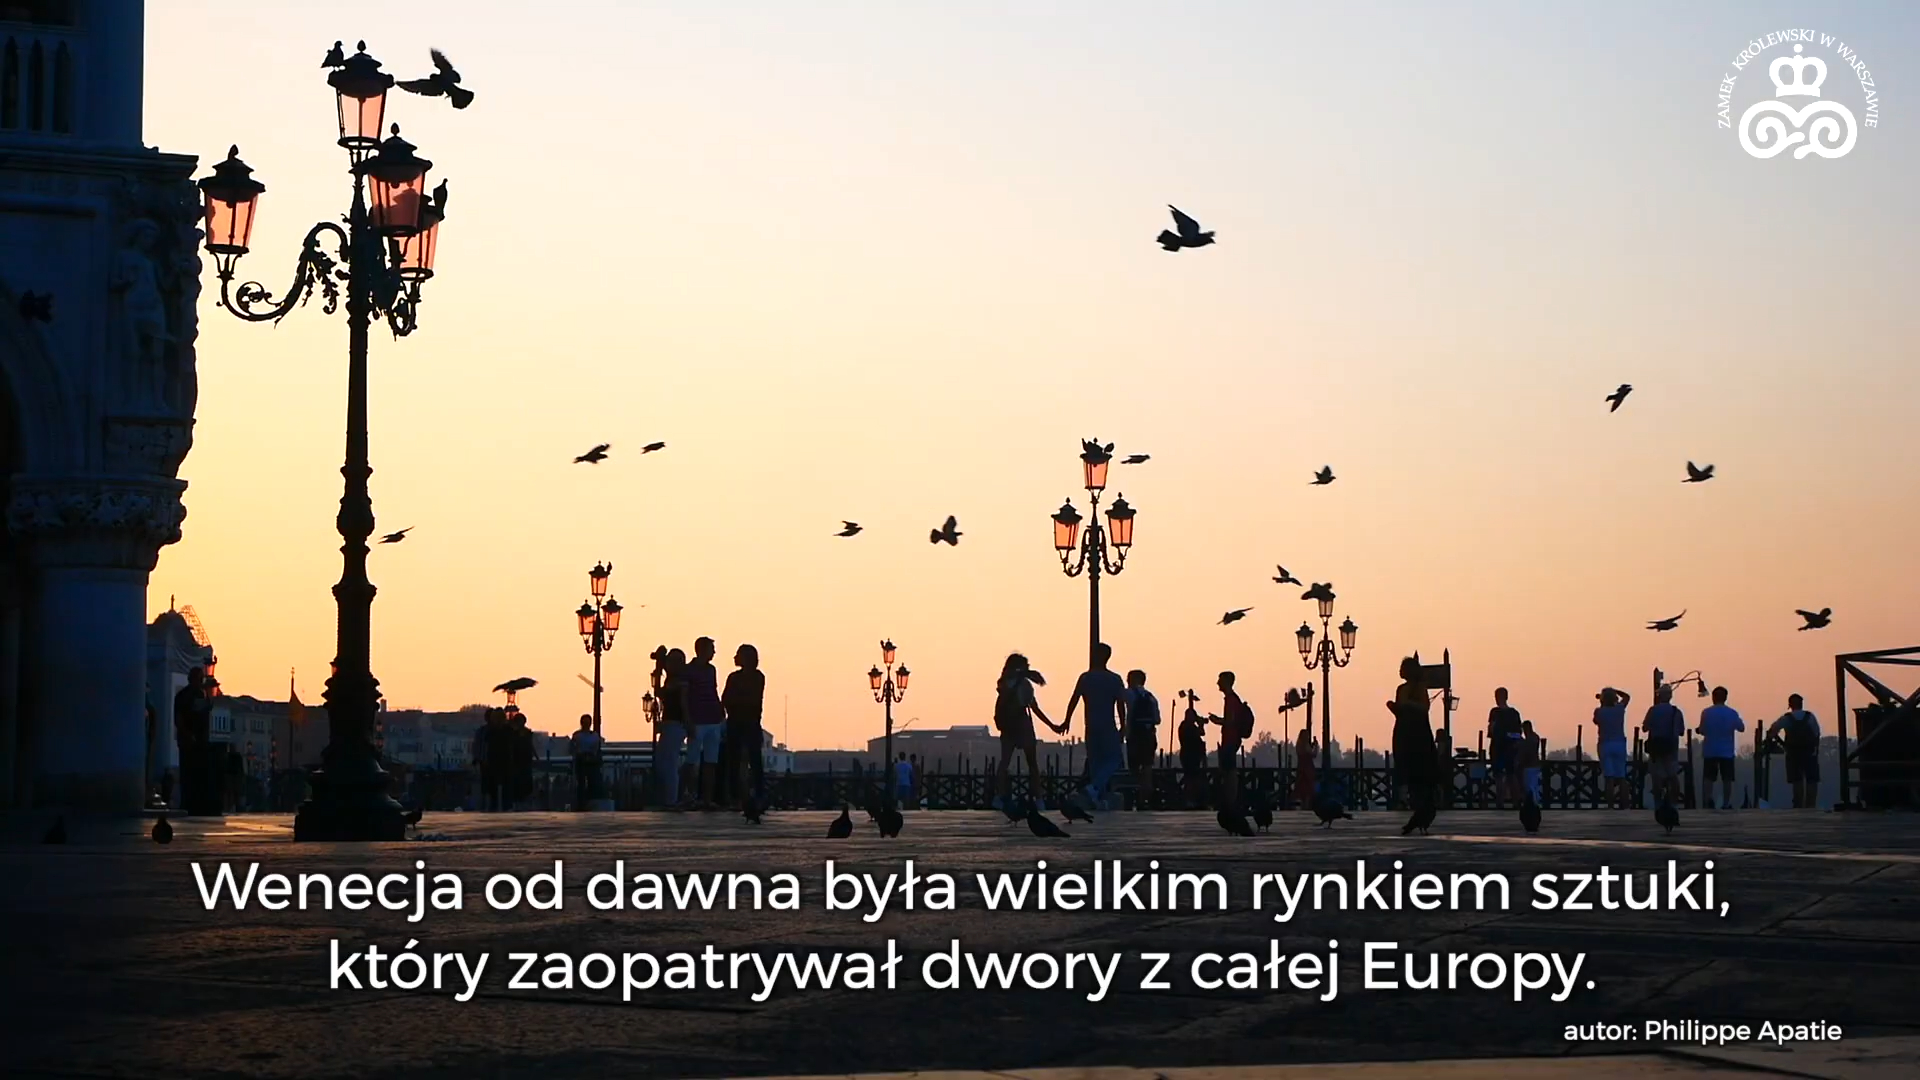 ZAMEK KRÓLEWSKI W WARSZAWIE
Wenecja od dawna była wielkim rynkiem sztuki,
który zaopatrywał dwory z całej Europy.
autor: Philippe Apatie